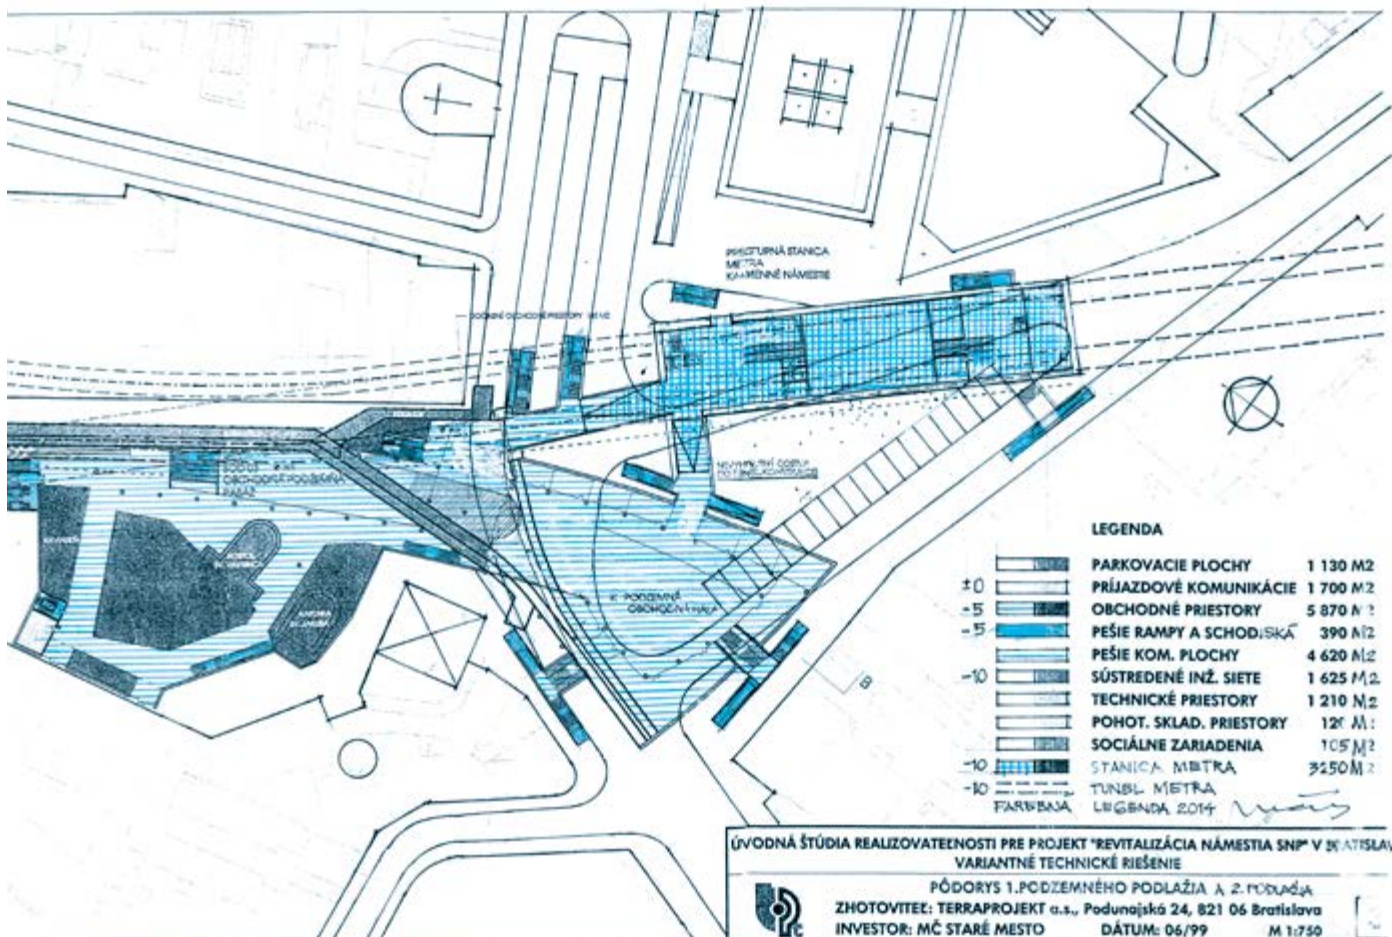 PRESTUPNÁ STANICA
METRA
KAMENNÉ NÁMESTIE
OBCHODNÁ PODZEMNÁ
PASÁŽ
PODZEMNÁ
OBCHODNÁ HALA
LEGENDA
PARKOVACIE PLOCHY 1 130 M2
±0 PRÍJAZDOVÉ KOMUNIKÁCIE 1 700 M2
-5 OBCHODNÉ PRIESTORY 5 870 M2
-5 PEŠIE RAMPY A SCHODISKÁ 390 M2
PEŠIE KOM. PLOCHY 4 620 M2
-10 SÚSTREDENÉ INŽ. SIETE 1 625 M2
TECHNICKÉ PRIESTORY 1 210 M2
POHOT. SKLAD. PRIESTORY
SOCIÁLNE ZARIADENIA 105 M2
-10 STANICA METRA 3250 M2
-10 TUNEL METRA
FAREBNA LEGENDA 2014
ÚVODNÁ ŠTÚDIA REALIZOVATEĽNOSTI PRE PROJEKT "REVITALIZÁCIA NÁMESTIA SNP" V BRATISLAV
VARIANTNÉ TECHNICKÉ RIEŠENIE
PÔDORYS 1.PODZEMNÉHO PODLAŽIA A 2. PODLAŽIA
ZHOTOVITEĽ: TERRAPROJEKT a.s., Podunajská 24, 821 06 Bratislava
INVESTOR: MČ STARÉ MESTO DÁTUM: 06/99 M 1:750